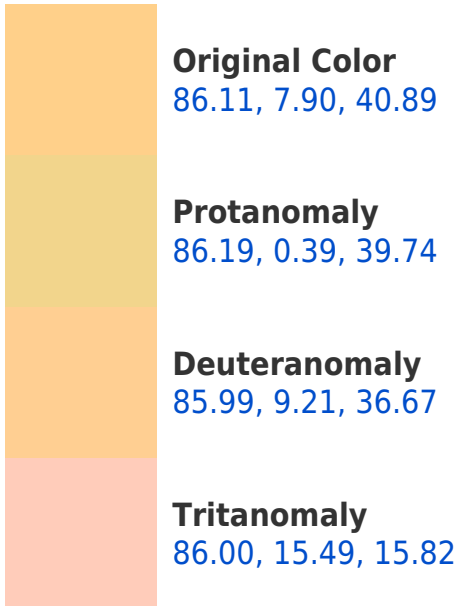 Original Color
86.11, 7.90, 40.89
Protanomaly
86.19, 0.39, 39.74
Deuteranomaly
85.99, 9.21, 36.67
Tritanomaly
86.00, 15.49, 15.82